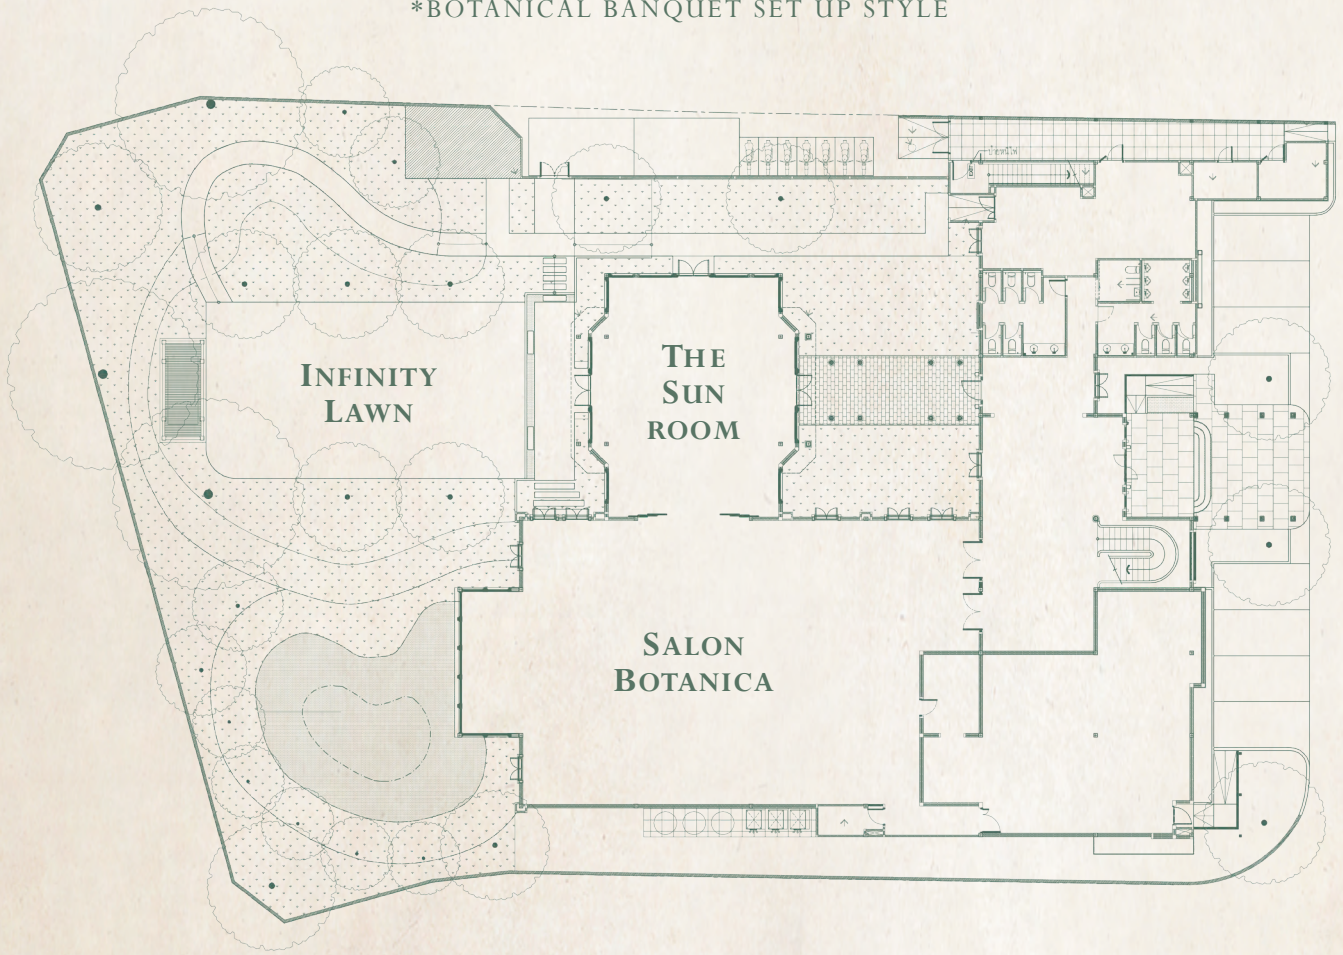 *BOTANICAL BANQUET SET UP STYLE
INFINITY
LAWN
THE
SUN
ROOM
SALON
BOTANICA